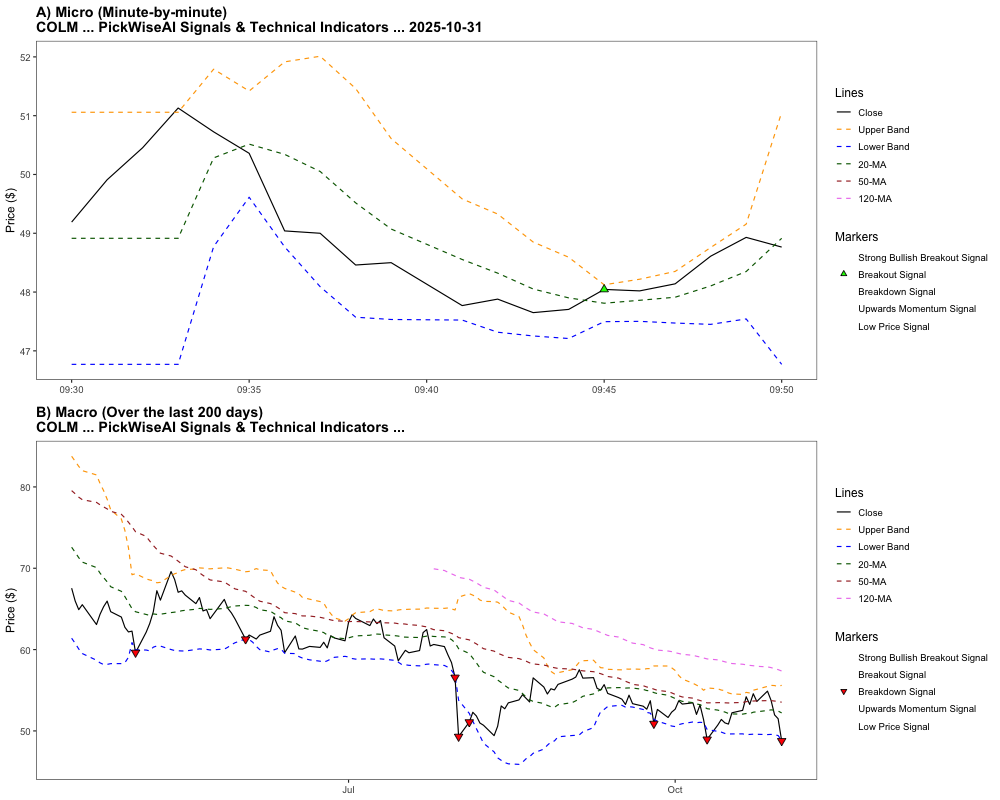 A) Micro (Minute-by-minute)
COLM ... PickWiseAI Signals & Technical Indicators ... 2025-10-31
52
51
50
49
48
47
Price ($)
09:30
09:35
09:40
09:45
09:50
Lines
Close
Upper Band
Lower Band
20-MA
50-MA
120-MA
Markers
Strong Bullish Breakout Signal
Breakout Signal
Breakdown Signal
Upwards Momentum Signal
Low Price Signal
B) Macro (Over the last 200 days)
COLM ... PickWiseAI Signals & Technical Indicators ...
80
70
60
50
Price ($)
Jul
Oct
Lines
Close
Upper Band
Lower Band
20-MA
50-MA
120-MA
Markers
Strong Bullish Breakout Signal
Breakout Signal
Breakdown Signal
Upwards Momentum Signal
Low Price Signal